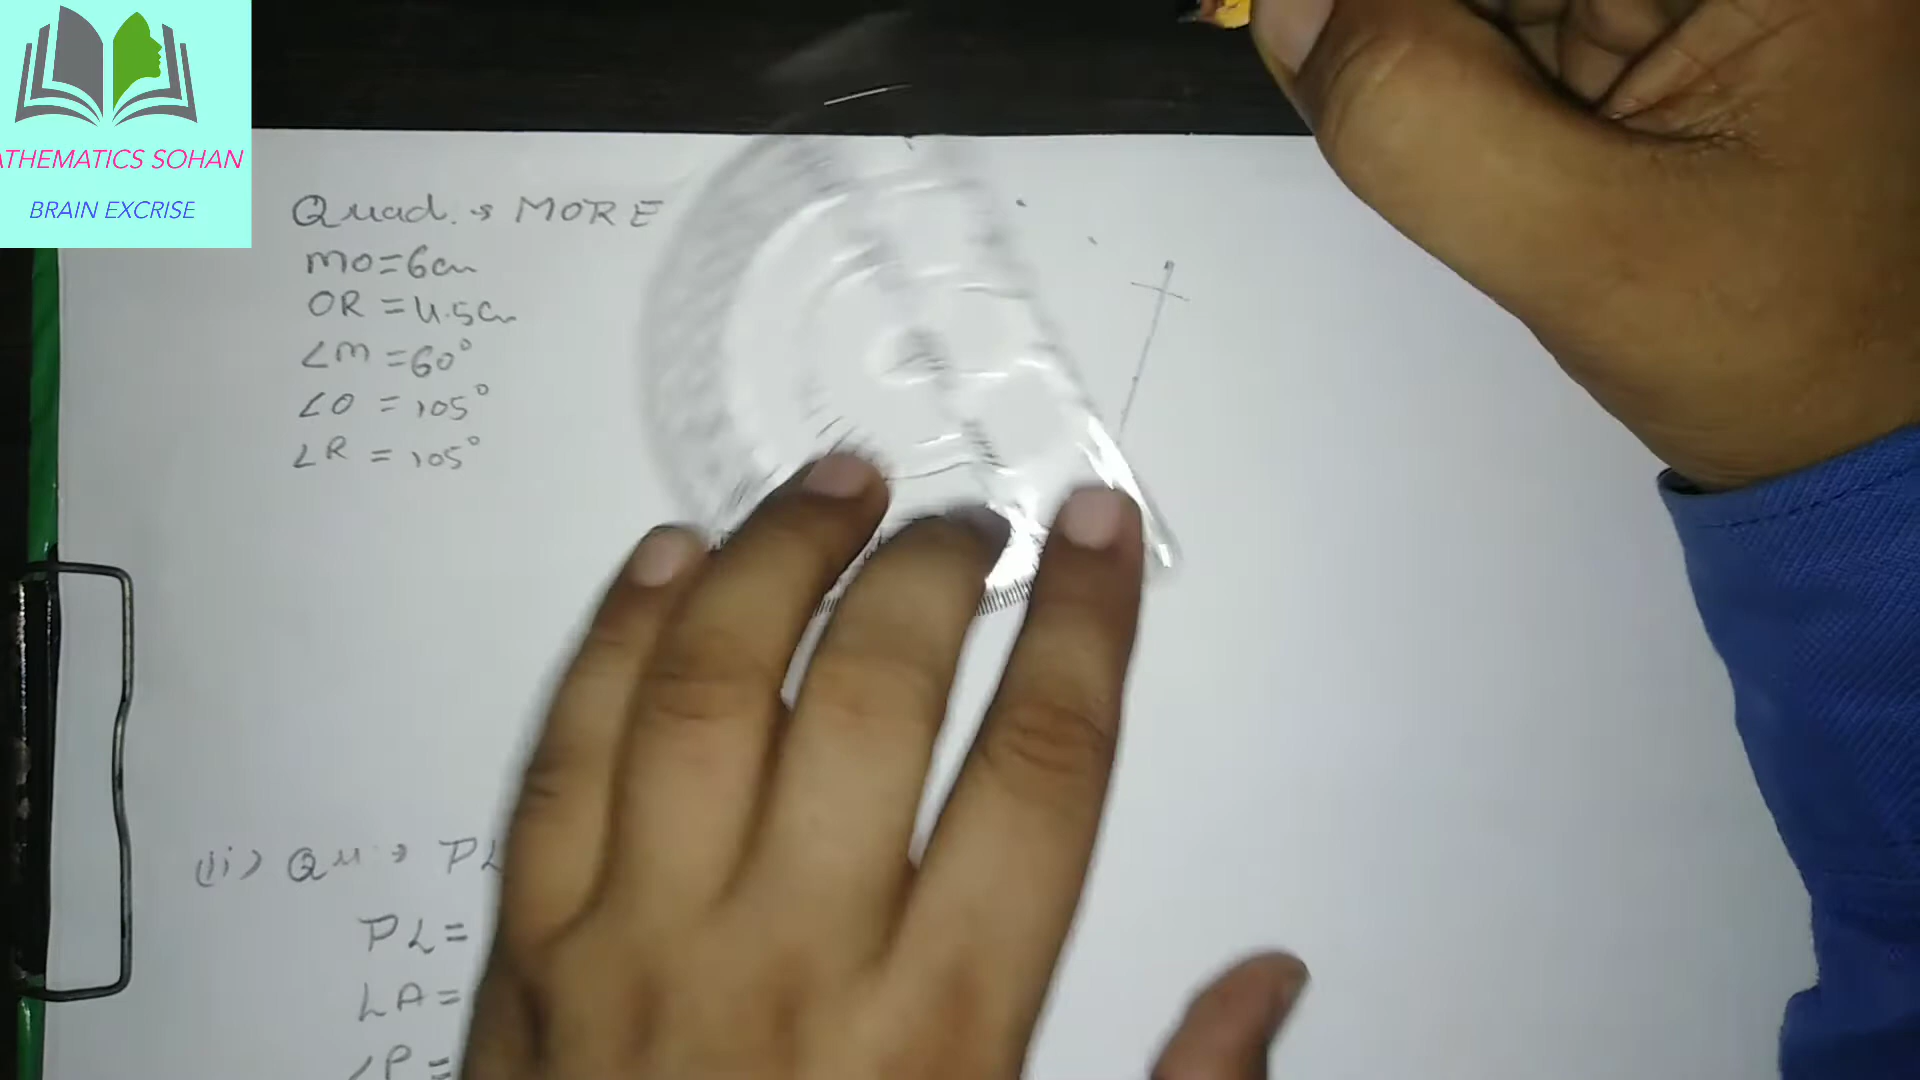 ATHEMATICS SOHAN
BRAIN EXCRISE
Quad. → MORE
MO=6cm
OR=4.5cm
∠M=60°
∠O=105°
∠R=105°
(ii) Qu → PL
PL=
LA=
∠P=